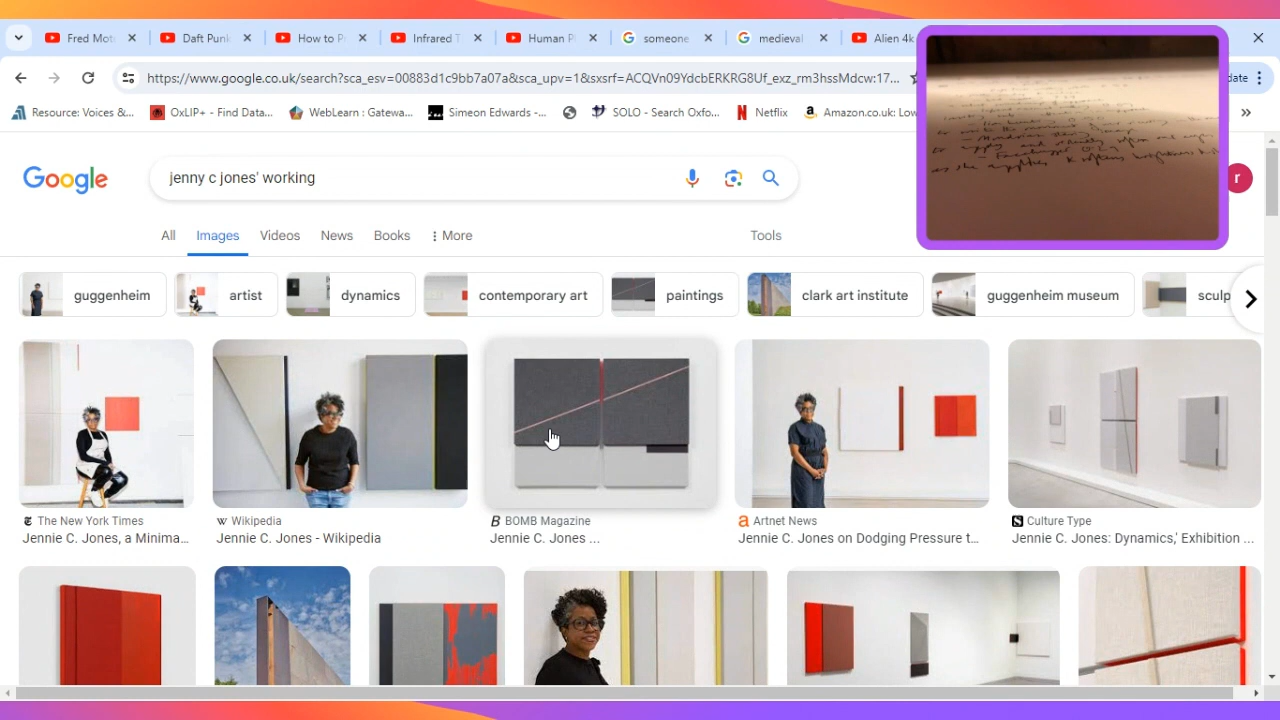 Fred Mot
Daft Punk
How to P
Infrared T
Human P
someone
medieval
Alien 4k
https://www.google.co.uk/search?sca_esv=00883d1c9bb7a07a&sca_upv=1&sxsrf=ACQVn09YdcbERKRG8Uf_exz_rm3hssMdcw:17...
date
Resource: Voices &...
OxLIP+ - Find Data...
WebLearn : Gatewa...
Simeon Edwards -...
SOLO - Search Oxfo...
Netflix
Amazon.co.uk: Low
Google
jenny c jones' working
r
All
Images
Videos
News
Books
More
Tools
guggenheim
artist
dynamics
contemporary art
paintings
clark art institute
guggenheim museum
sculp
The New York Times
Jennie C. Jones, a Minima...
Wikipedia
Jennie C. Jones - Wikipedia
BOMB Magazine
Jennie C. Jones ...
Artnet News
Jennie C. Jones on Dodging Pressure t...
Culture Type
Jennie C. Jones: Dynamics,' Exhibition ...